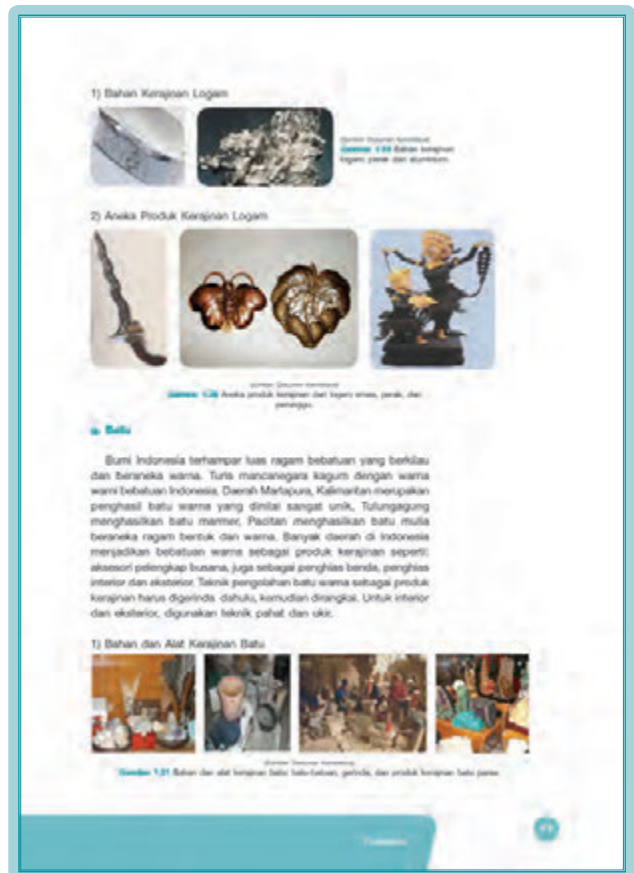 1) Bahan Kerajinan Logam
Bahan kerajinan
logam, perak dan aluminium.
2) Aneka Produk Kerajinan Logam
Aneka produk kerajinan dari logam emas, perak, dan
perunggu.
Batu
Bumi Indonesia terhampar luas ragam bebatuan yang berkilau
dan beraneka warna. Turis mancanegara kagum dengan warna
warni bebatuan Indonesia. Daerah Martapura, Kalimantan merupakan
penghasil batu warna yang dinilai sangat unik, Tulungagung
menghasilkan batu marmer, Pacitan menghasilkan batu mulia
beraneka ragam bentuk dan warna. Banyak daerah di Indonesia
menjadikan bebatuan warna sebagai produk kerajinan seperti:
aksesori pelengkap busana, juga sebagai penghias benda, penghias
interior dan eksterior. Teknik pengolahan batu warna sebagai produk
kerajinan harus digerinda dahulu, kemudian dirangkai. Untuk interior
dan eksterior, digunakan teknik pahat dan ukir.
1) Bahan dan Alat Kerajinan Batu
Bahan dan alat kerajinan batu: batu-batuan, gerinda, dan produk kerajinan batu